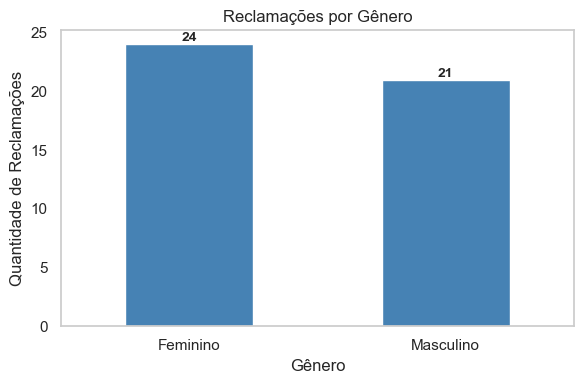 Reclamações por Gênero
Quantidade de Reclamações
25
20
15
10
5
0
24
21
Feminino
Masculino
Gênero